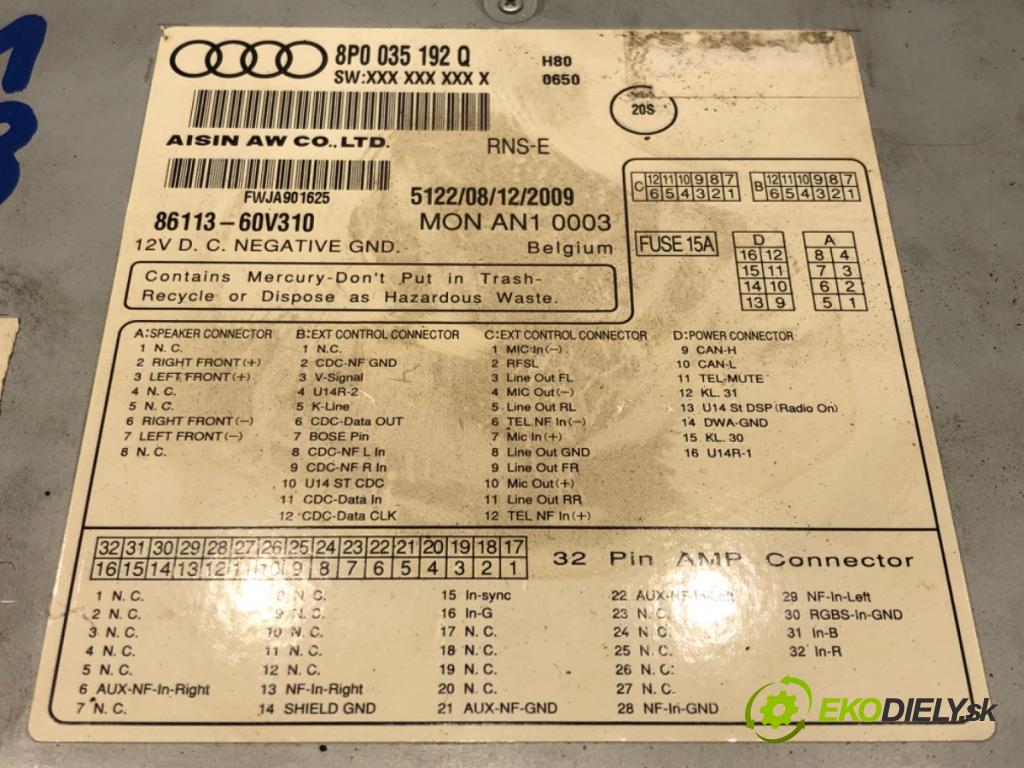 8P0 035 192 Q
SW:XXX XXX XXX X
H80
0650
20S
AISIN AW CO.,LTD.
RNS-E
FWJA901625
5122/08/12/2009
86113-60V310
MON AN1 0003
12V D. C. NEGATIVE GND.
Belgium
Contains Mercury-Don't Put in Trash-
Recycle or Dispose as Hazardous Waste.
C 12 11 10 9 8 7
6 5 4 3 2 1
B 12 11 10 9 8 7
6 5 4 3 2 1
FUSE 15A
D
16 12
15 11
14 10
13 9
A
8 4
7 3
6 2
5 1
A:SPEAKER CONNECTOR
1 N. C.
2 RIGHT FRONT(+)
3 LEFT FRONT(+)
4 N. C.
5 N. C.
6 RIGHT FRONT(-)
7 LEFT FRONT(-)
8 N. C.
B:EXT CONTROL CONNECTOR
1 N.C.
2 CDC-NF GND
3 V-Signal
4 U14R-2
5 K-Line
6 CDC-Data OUT
7 BOSE Pin
8 CDC-NF L In
9 CDC-NF R In
10 U14 ST CDC
11 CDC-Data In
12 CDC-Data CLK
C:EXT CONTROL CONNECTOR
1 MIC In(-)
2 RFSL
3 Line Out FL
4 MIC Out(-)
5 Line Out RL
6 TEL NF In(-)
7 Mic In(+)
8 Line Out GND
9 Line Out FR
10 Mic Out(+)
11 Line Out RR
12 TEL NF In(+)
D:POWER CONNECTOR
9 CAN-H
10 CAN-L
11 TEL-MUTE
12 KL. 31
13 U14 St DSP (Radio On)
14 DWA-GND
15 KL. 30
16 U14R-1
32 31 30 29 28 27 26 25 24 23 22 21 20 19 18 17
16 15 14 13 12 11 10 9 8 7 6 5 4 3 2 1
32 Pin AMP Connector
1 N. C.
2 N. C.
3 N. C.
4 N. C.
5 N. C.
6 AUX-NF-In-Right
7 N. C.
8 N. C.
9 N. C.
10 N. C.
11 N. C.
12 N. C.
13 NF-In-Right
14 SHIELD GND
15 In-sync
16 In-G
17 N. C.
18 N. C.
19 N. C.
20 N. C.
21 AUX-NF-GND
22 AUX-NF-In-Left
23 N. C.
24 N. C.
25 N. C.
26 N. C.
27 N. C.
28 NF-In-GND
29 NF-In-Left
30 RGBS-In-GND
31 In-B
32 In-R
EKODIELY.sk